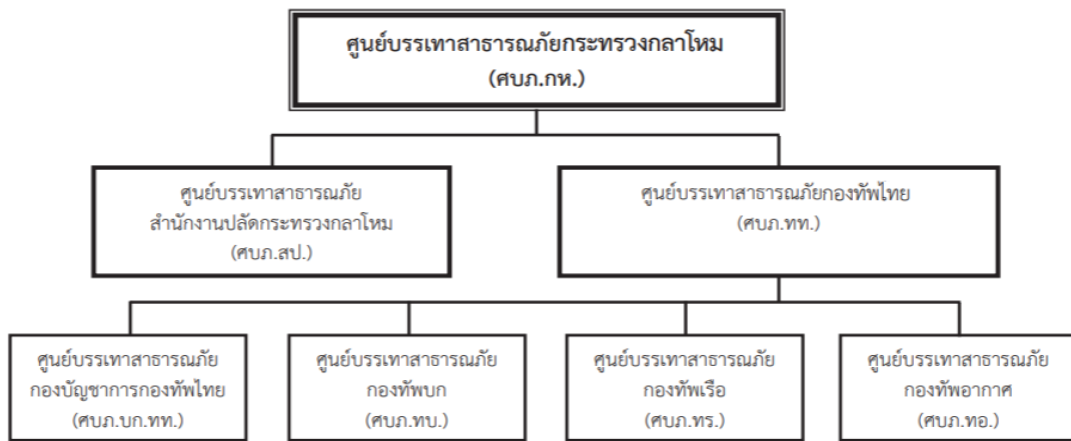 ศูนย์บรรเทาสาธารณภัยกระทรวงกลาโหม
(ศบภ.กห.)
ศูนย์บรรเทาสาธารณภัย
สำนักงานปลัดกระทรวงกลาโหม
(ศบภ.สป.)
ศูนย์บรรเทาสาธารณภัยกองทัพไทย
(ศบภ.ทท.)
ศูนย์บรรเทาสาธารณภัย
กองบัญชาการกองทัพไทย
(ศบภ.บก.ทท.)
ศูนย์บรรเทาสาธารณภัย
กองทัพบก
(ศบภ.ทบ.)
ศูนย์บรรเทาสาธารณภัย
กองทัพเรือ
(ศบภ.ทร.)
ศูนย์บรรเทาสาธารณภัย
กองทัพอากาศ
(ศบภ.ทอ.)